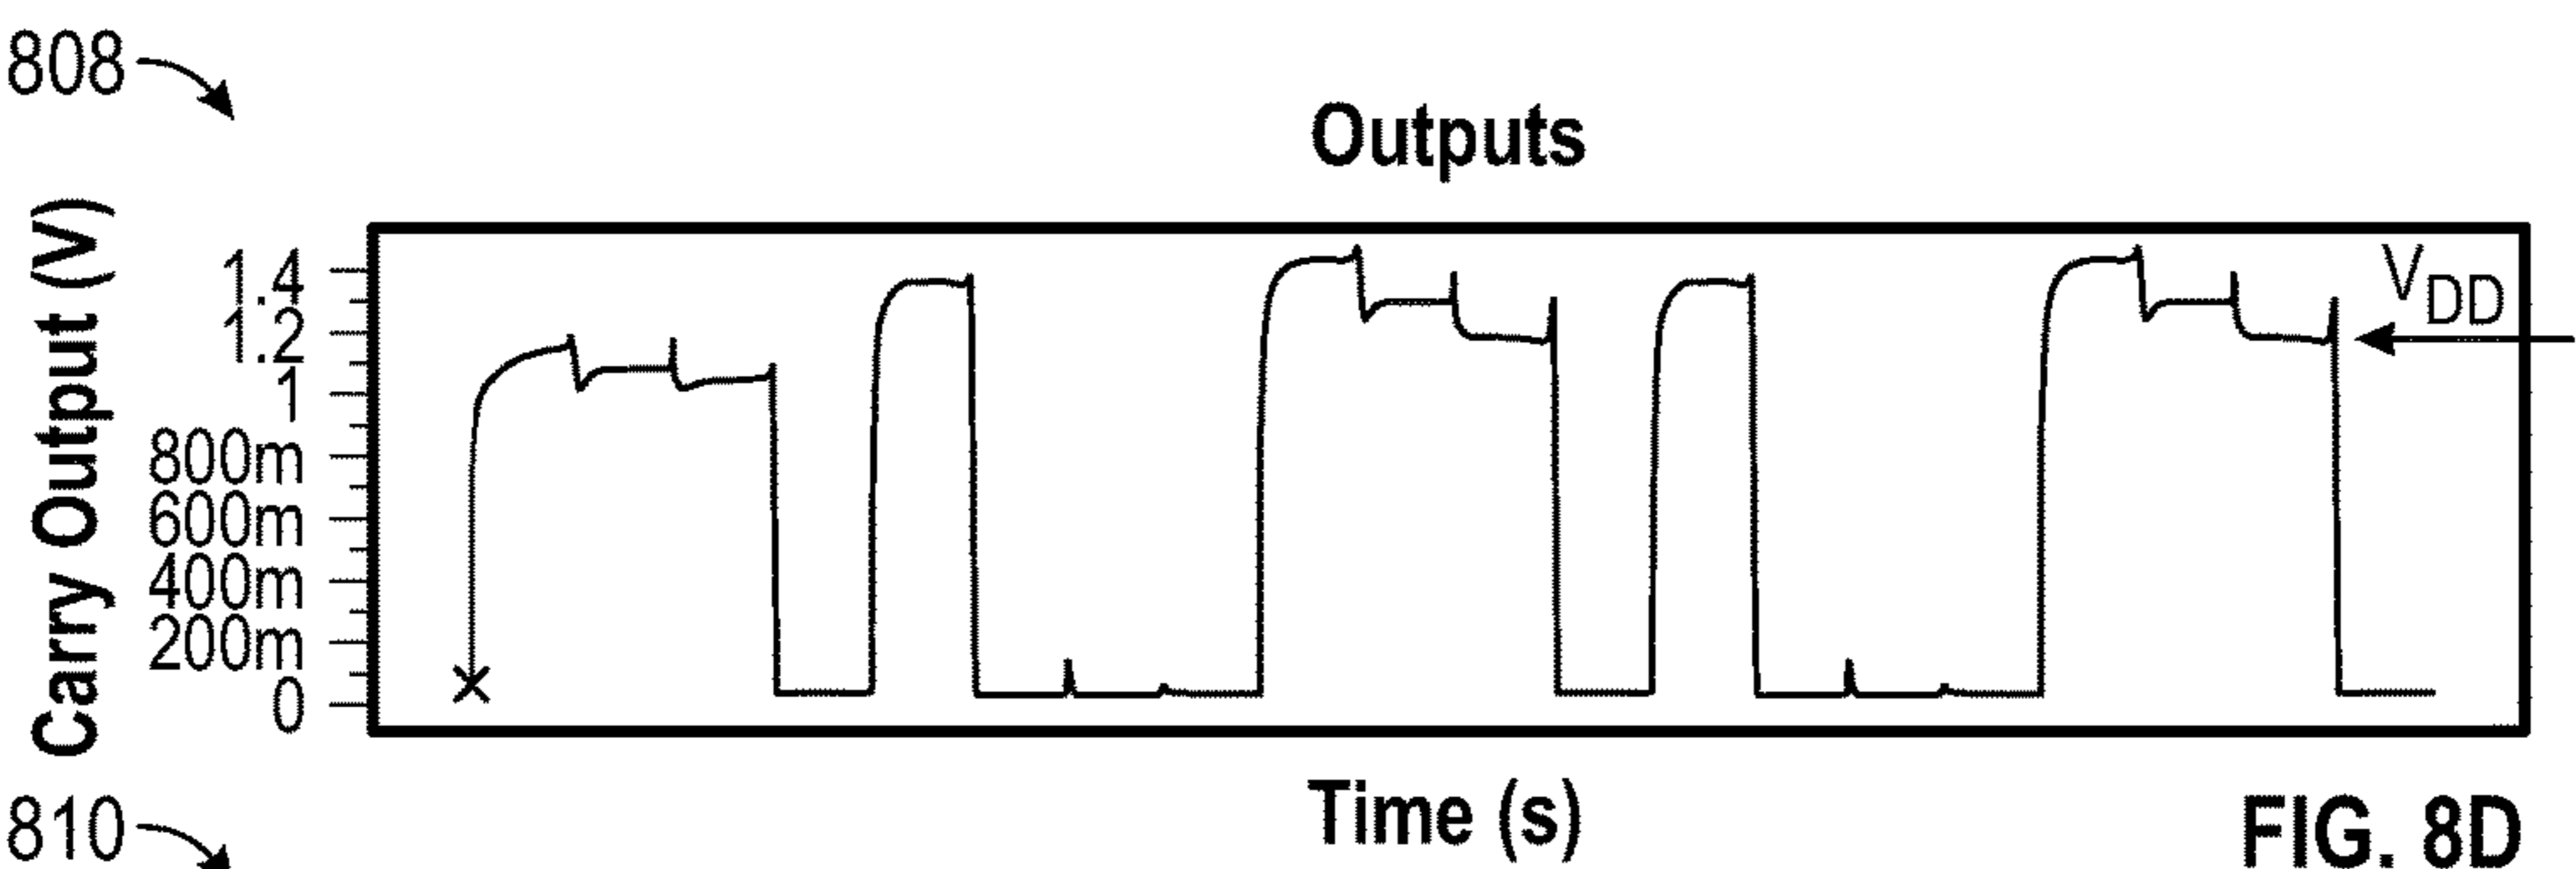 808
Outputs
Carry Output (V)
1.4
1.2
1
800m
600m
400m
200m
0
VDD
Time (s)
FIG. 8D
810